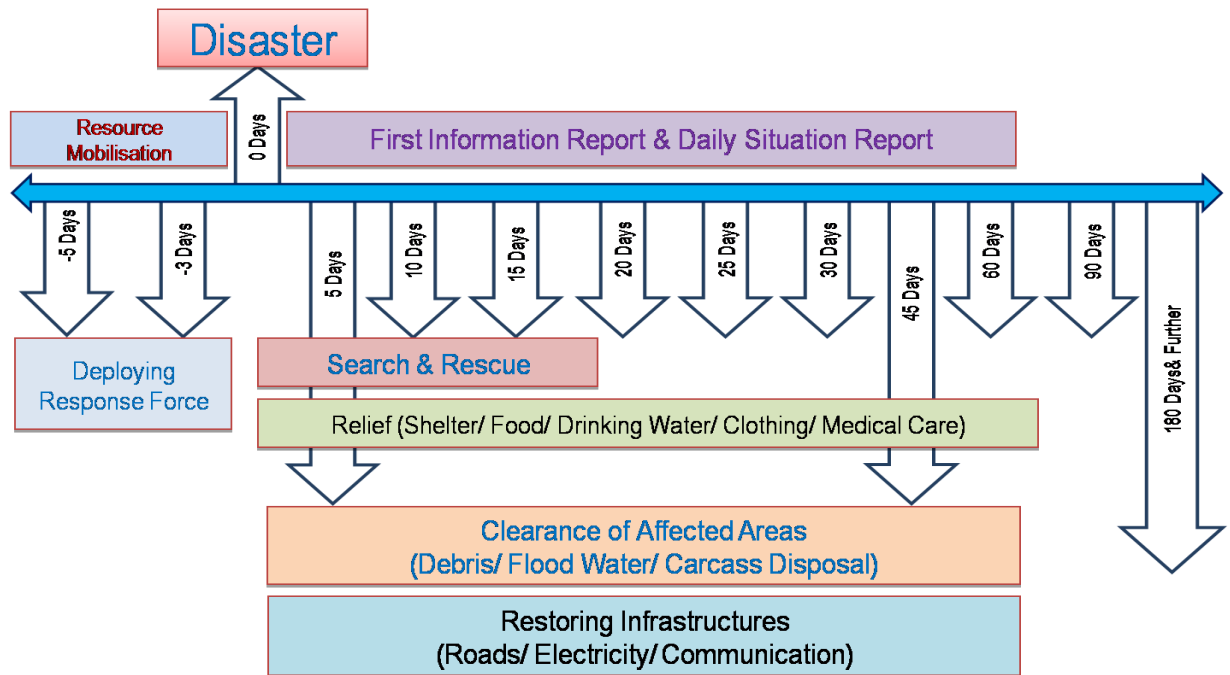 Disaster
Resource
Mobilisation
0 Days
First Information Report & Daily Situation Report
-5 Days
-3 Days
5 Days
10 Days
15 Days
20 Days
25 Days
30 Days
45 Days
60 Days
90 Days
180 Days& Further
Deploying
Response Force
Search & Rescue
Relief (Shelter/ Food/ Drinking Water/ Clothing/ Medical Care)
Clearance of Affected Areas
(Debris/ Flood Water/ Carcass Disposal)
Restoring Infrastructures
(Roads/ Electricity/ Communication)